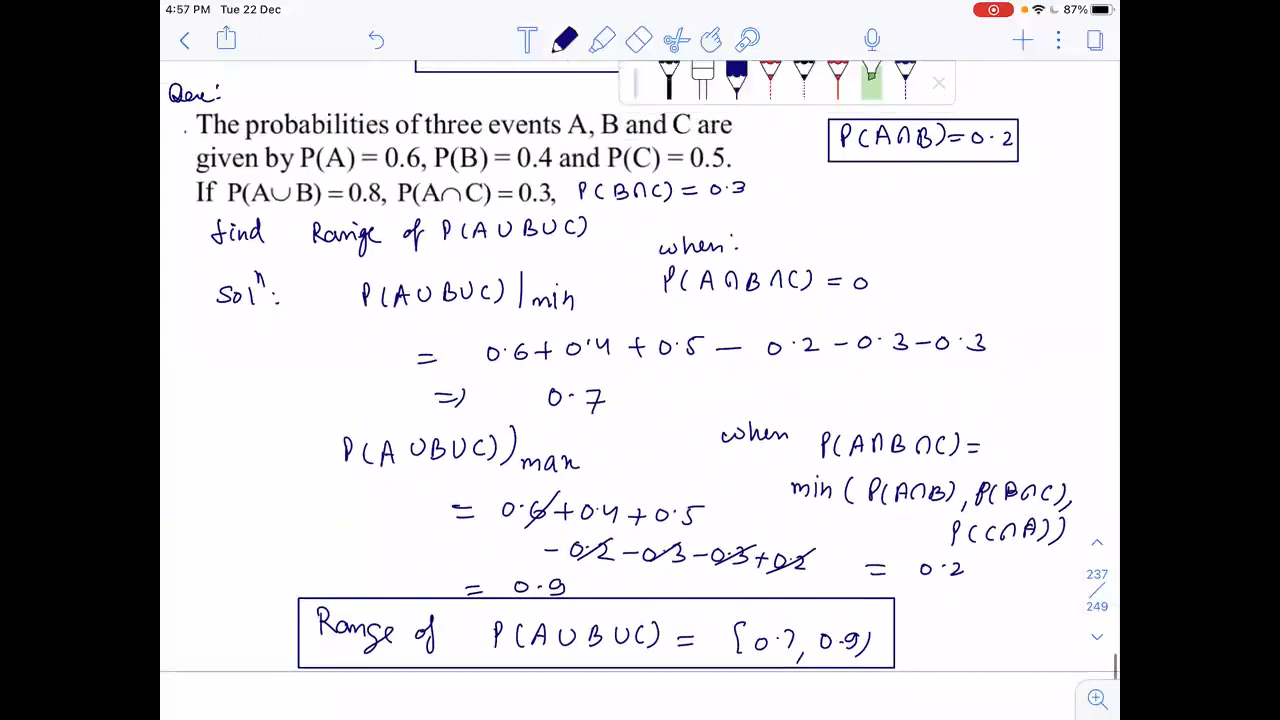 4:57 PM Tue 22 Dec
87%
Que:
The probabilities of three events A, B and C are
given by P(A) = 0.6, P(B) = 0.4 and P(C) = 0.5.
If P(A∪B) = 0.8, P(A∩C) = 0.3, P(B∩C) = 0.3
P(A∩B) = 0.2
find Range of P(A∪B∪C)
Solⁿ: P(A∪B∪C)|min
when:
P(A∩B∩C) = 0
= 0.6 + 0.4 + 0.5 − 0.2 − 0.3 − 0.3
⇒ 0.7
P(A∪B∪C))max
when P(A∩B∩C) =
min(P(A∩B), P(B∩C),
P(C∩A))
= 0.2
= 0.6 + 0.4 + 0.5
− 0.2 − 0.3 − 0.3 + 0.2
= 0.9
Range of P(A∪B∪C) = [0.7, 0.9)
237
/
249